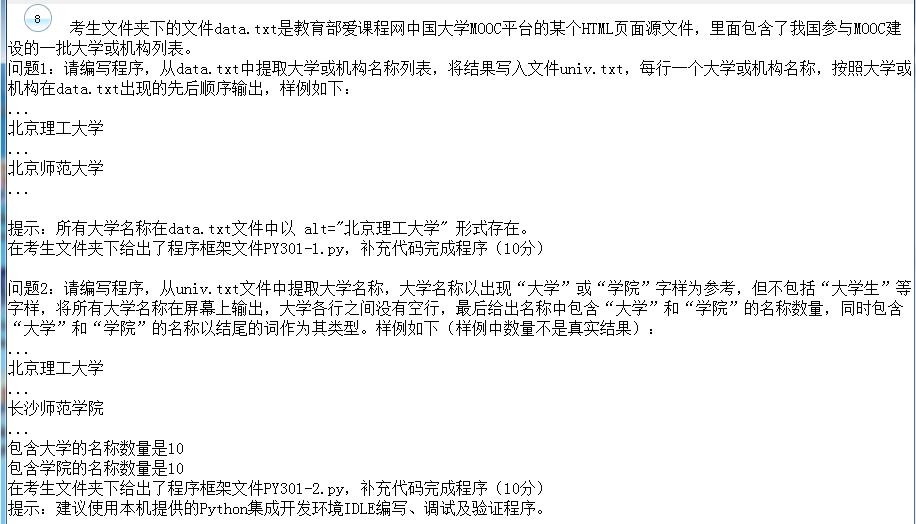 8
考生文件夹下的文件data.txt是教育部爱课程网中国大学MOOC平台的某个HTML页面源文件，里面包含了我国参与MOOC建
设的一批大学或机构列表。
问题1：请编写程序，从data.txt中提取大学或机构名称列表，将结果写入文件univ.txt，每行一个大学或机构名称，按照大学或
机构在data.txt出现的先后顺序输出，样例如下：
...
北京理工大学
...
北京师范大学
...
提示：所有大学名称在data.txt文件中以 alt="北京理工大学" 形式存在。
在考生文件夹下给出了程序框架文件PY301-1.py，补充代码完成程序（10分）
问题2：请编写程序，从univ.txt文件中提取大学名称，大学名称以出现“大学”或“学院”字样为参考，但不包括“大学生”等
字样，将所有大学名称在屏幕上输出，大学各行之间没有空行，最后给出名称中包含“大学”和“学院”的名称数量，同时包含
“大学”和“学院”的名称以结尾的词作为其类型。样例如下（样例中数量不是真实结果）：
...
北京理工大学
...
长沙师范学院
...
包含大学的名称数量是10
包含学院的名称数量是10
在考生文件夹下给出了程序框架文件PY301-2.py，补充代码完成程序（10分）
提示：建议使用本机提供的Python集成开发环境IDLE编写、调试及验证程序。